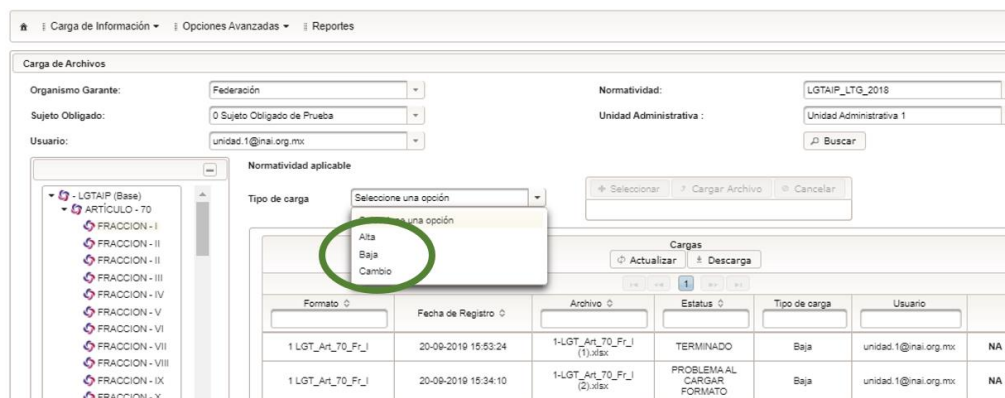 Carga de Información Opciones Avanzadas Reportes
Carga de Archivos
Organismo Garante: Federación Normatividad: LGTAIP_LTG_2018
Sujeto Obligado: 0 Sujeto Obligado de Prueba Unidad Administrativa : Unidad Administrativa 1
Usuario: unidad.1@inai.org.mx Buscar
Normatividad aplicable
Tipo de carga Seleccione una opción Seleccionar Cargar Archivo Cancelar
Seleccione una opción
Alta
Baja
Cambio
- LGTAIP (Base)
ARTÍCULO - 70
FRACCION - I
FRACCION - II
FRACCION - II
FRACCION - III
FRACCION - IV
FRACCION - V
FRACCION - VI
FRACCION - VII
FRACCION - VIII
FRACCION - IX
FRACCION - X
Cargas
Actualizar Descarga
1
Formato Fecha de Registro Archivo Estatus Tipo de carga Usuario
1 LGT_Art_70_Fr_I 20-09-2019 15:53:24 1-LGT_Art_70_Fr_I (1).xlsx TERMINADO Baja unidad.1@inai.org.mx NA
1 LGT_Art_70_Fr_I 20-09-2019 15:34:10 1-LGT_Art_70_Fr_I (2).xlsx PROBLEMA AL CARGAR FORMATO Baja unidad.1@inai.org.mx NA